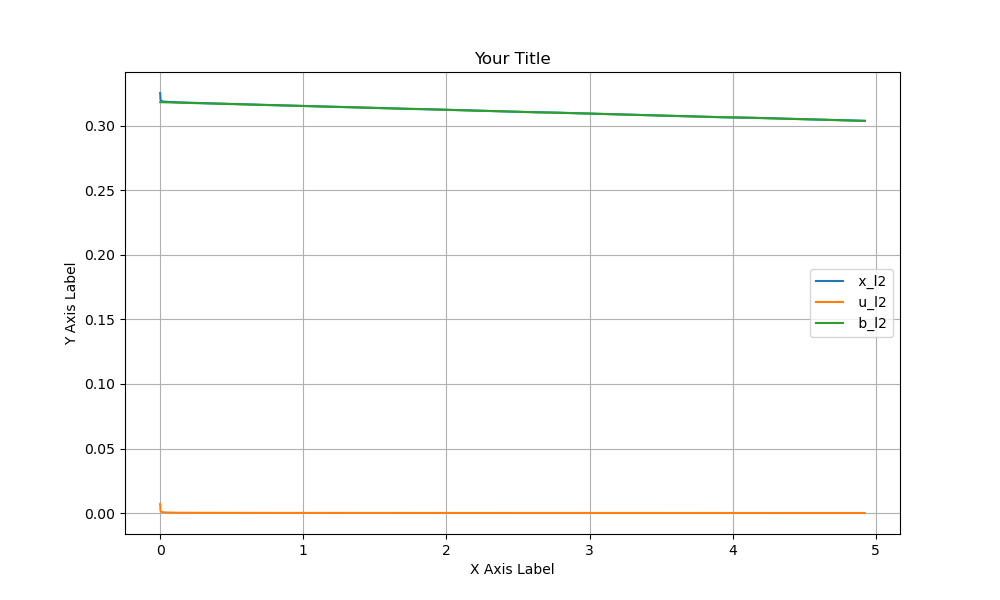 Your Title
0.30
0.25
0.20
0.15
0.10
0.05
0.00
Y Axis Label
x_l2
u_l2
b_l2
0 1 2 3 4 5
X Axis Label